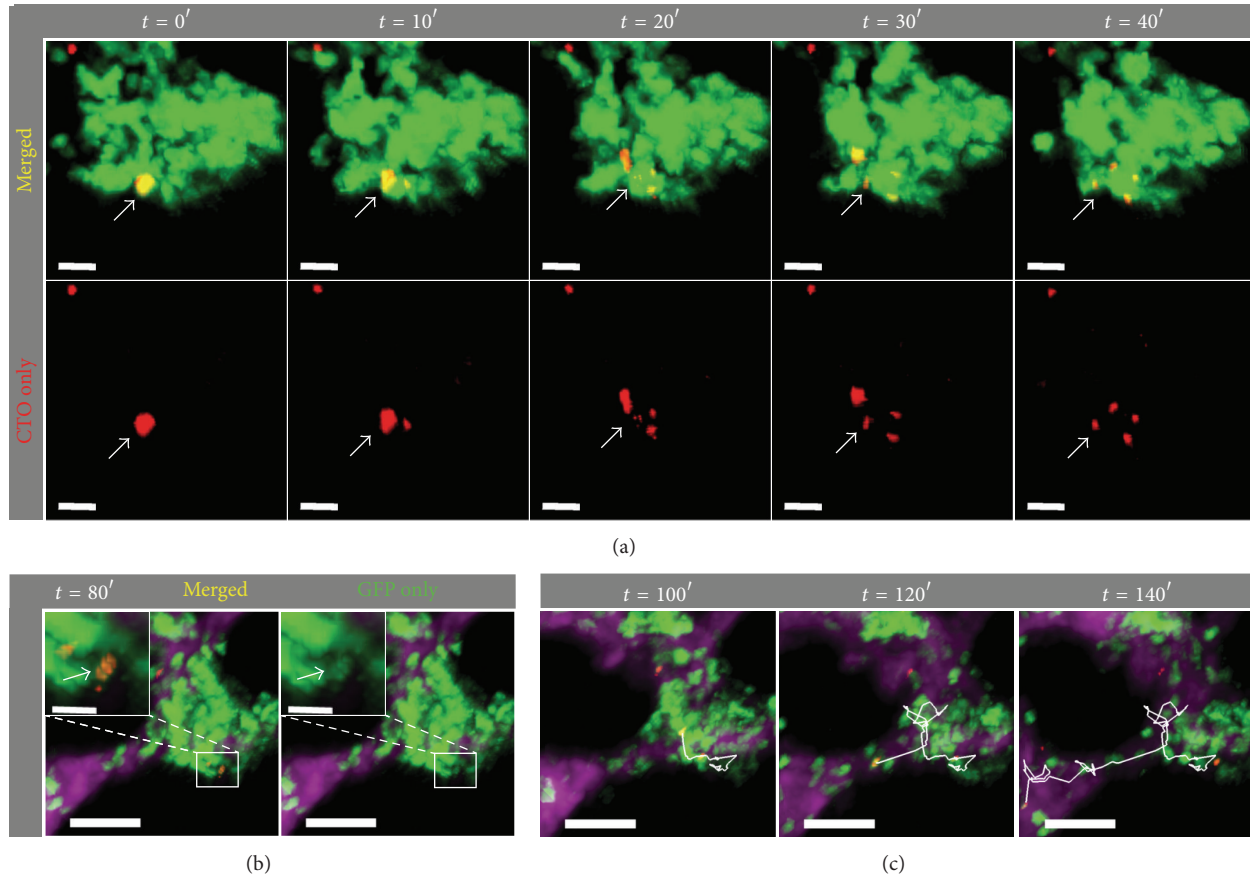 t = 0′ t = 10′ t = 20′ t = 30′ t = 40′
Merged
CTO only
(a)
t = 80′ Merged GFP only
t = 100′ t = 120′ t = 140′
(b)
(c)